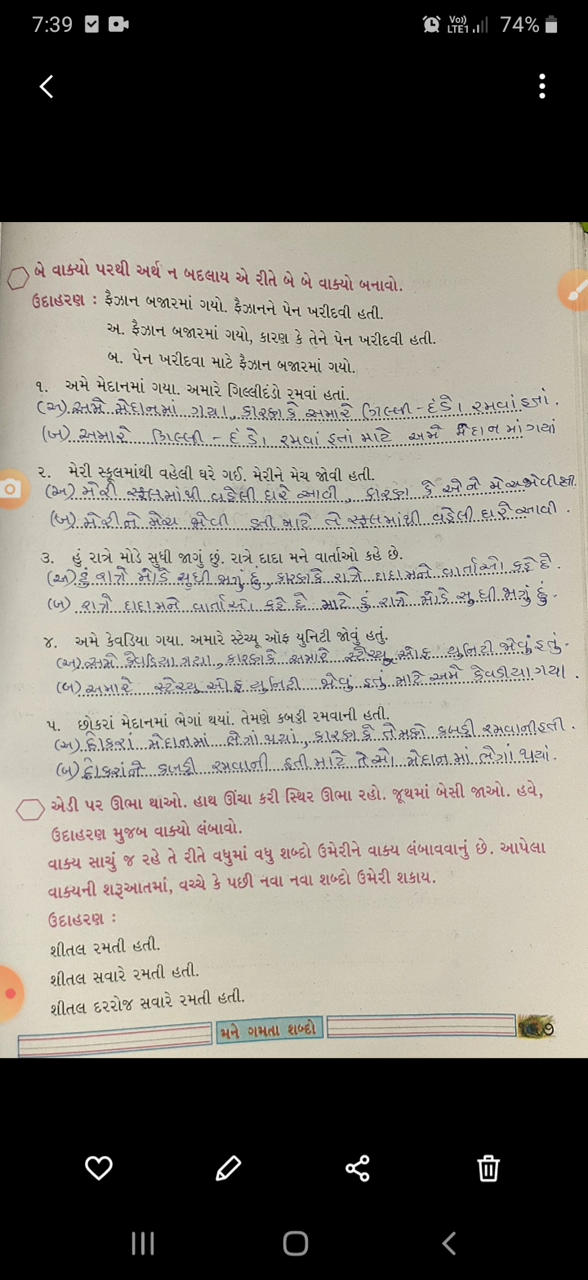 7:39
Vo)) LTE1 74%
બે વાક્યો પરથી અર્થ ન બદલાય એ રીતે બે બે વાક્યો બનાવો.
ઉદાહરણ : ફૈઝાન બજારમાં ગયો. ફૈઝાનને પેન ખરીદવી હતી.
અ. ફૈઝાન બજારમાં ગયો, કારણ કે તેને પેન ખરીદવી હતી.
બ. પેન ખરીદવા માટે ફૈઝાન બજારમાં ગયો.
૧. અમે મેદાનમાં ગયા. અમારે ગિલ્લીદંડો રમવાં હતાં.
(અ) અમે મેદાનમાં ગયા, કારણકે અમારે ગિલ્લી-દંડો રમવાં હતાં.
(બ) અમારે ગિલ્લી-દંડો રમવાં હતાં માટે અમે મેદાનમાં ગયાં
૨. મેરી સ્કૂલમાંથી વહેલી ઘરે ગઈ. મેરીને મેચ જોવી હતી.
(અ) મેરી સ્કૂલમાંથી વહેલી ઘરે આવી, કારણ કે એને મેચ જોવી હતી.
(બ) મેરીને મેચ જોવી હતી માટે તે સ્કૂલમાંથી વહેલી ઘરે આવી.
૩. હું રાત્રે મોડે સુધી જાગું છું. રાત્રે દાદા મને વાર્તાઓ કહે છે.
(અ) હું રાત્રે મોડે સુધી જાગું છું, કારણકે રાત્રે દાદા મને વાર્તાઓ કહે છે.
(બ) રાત્રે દાદા મને વાર્તાઓ કહે છે માટે હું રાત્રે મોડે સુધી જાગું છું.
૪. અમે કેવડિયા ગયા. અમારે સ્ટેચ્યૂ ઓફ યુનિટી જોવું હતું.
(અ) અમે કેવડિયા ગયા, કારણકે અમારે સ્ટેચ્યૂ ઓફ યુનિટી જોવું હતું.
(બ) અમારે સ્ટેચ્યૂ ઓફ યુનિટી જોવું હતું માટે અમે કેવડીયા ગયા.
૫. છોકરાં મેદાનમાં ભેગાં થયાં. તેમણે કબડ્ડી રમવાની હતી.
(અ) છોકરાં મેદાનમાં ભેગાં થયાં, કારણકે તેમણે કબડ્ડી રમવાની હતી.
(બ) છોકરાંને કબડ્ડી રમવાની હતી માટે તેઓ મેદાનમાં ભેગાં થયાં.
એડી પર ઊભા થાઓ. હાથ ઊંચા કરી સ્થિર ઊભા રહો. જૂથમાં બેસી જાઓ. હવે,
ઉદાહરણ મુજબ વાક્યો લંબાવો.
વાક્ય સાચું જ રહે તે રીતે વધુમાં વધુ શબ્દો ઉમેરીને વાક્ય લંબાવવાનું છે. આપેલા
વાક્યની શરૂઆતમાં, વચ્ચે કે પછી નવા નવા શબ્દો ઉમેરી શકાય.
ઉદાહરણ :
શીતલ રમતી હતી.
શીતલ સવારે રમતી હતી.
શીતલ દરરોજ સવારે રમતી હતી.
મને ગમતા શબ્દો